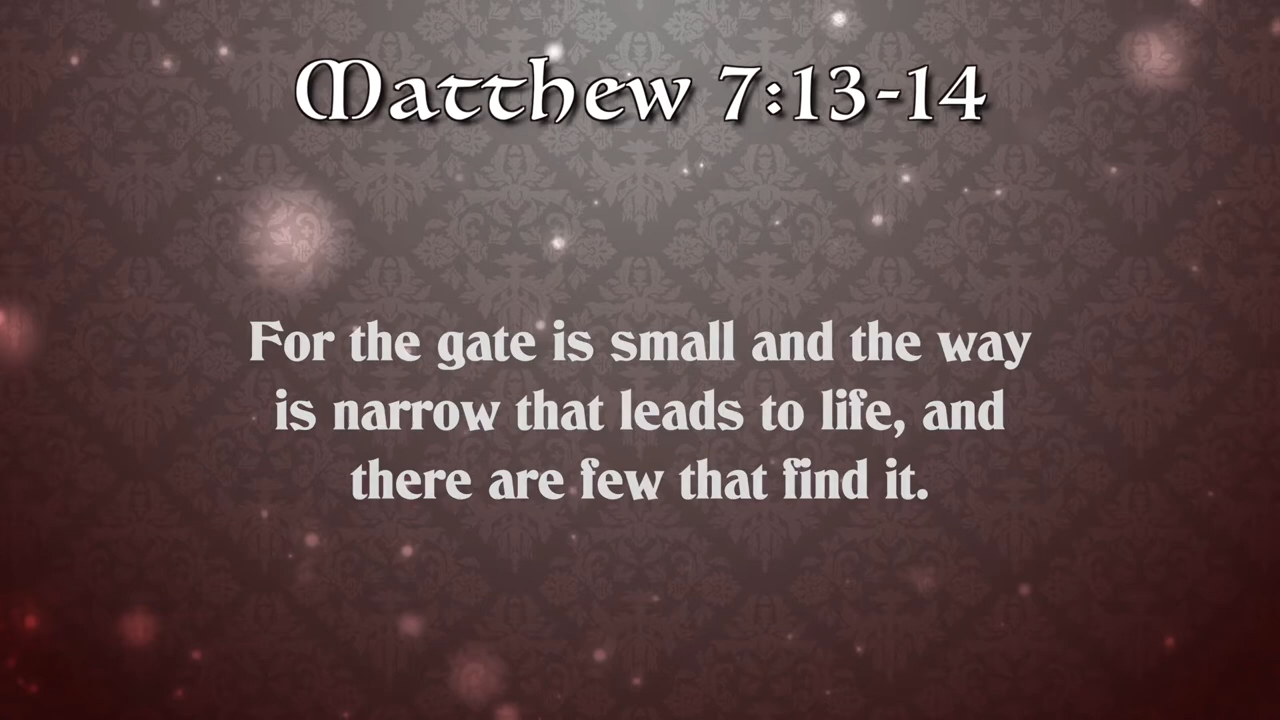 Matthew 7:13-14
For the gate is small and the way
is narrow that leads to life, and
there are few that find it.